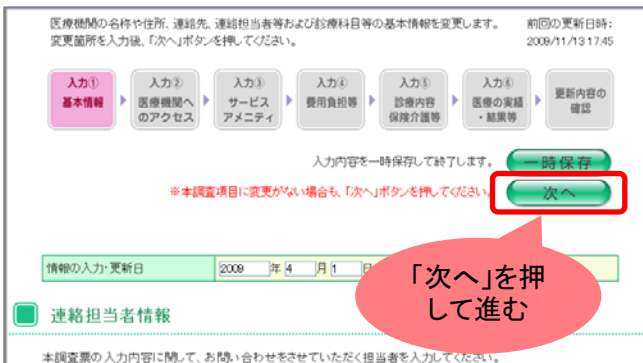 医療機関の名称や住所、連絡先、連絡担当者等および診療科目等の基本情報を変更します。
変更箇所を入力後、「次へ」ボタンを押してください。
前回の更新日時:
2009/11/13 17:45
入力① 基本情報
入力② 医療機関へのアクセス
入力③ サービスアメニティ
入力④ 費用負担等
入力⑤ 診療内容 保険介護等
入力⑥ 医療の実績・結果等
更新内容の確認
入力内容を一時保存して終了します。 一時保存
※本調査項目に変更がない場合も、「次へ」ボタンを押してください。 次へ
情報の入力・更新日 2009 年 4 月 1 日
「次へ」を押
して進む
連絡担当者情報
本調査票の入力内容に関して、お問い合わせをさせていただく担当者を入力してください。